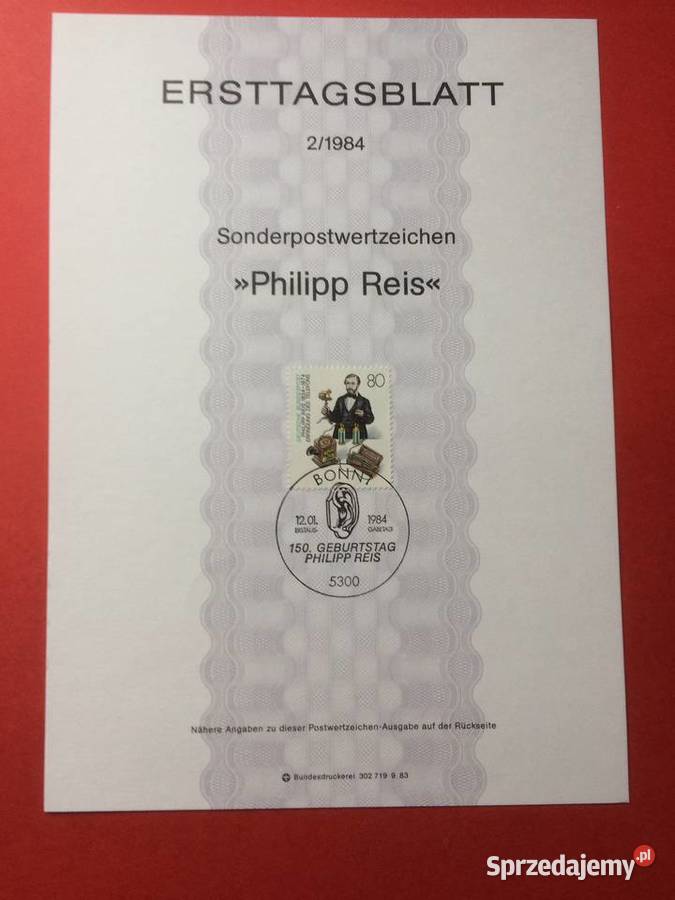 ERSTTAGSBLATT
2/1984
Sonderpostwertzeichen
»Philipp Reis«
80
BONN 1
12.01. 1984
150. GEBURTSTAG
PHILIPP REIS
5300
Nähere Angaben zu dieser Postwertzeichen-Ausgabe auf der Rückseite
Bundesdruckerei 302 719 9.83
Sprzedajemy.pl